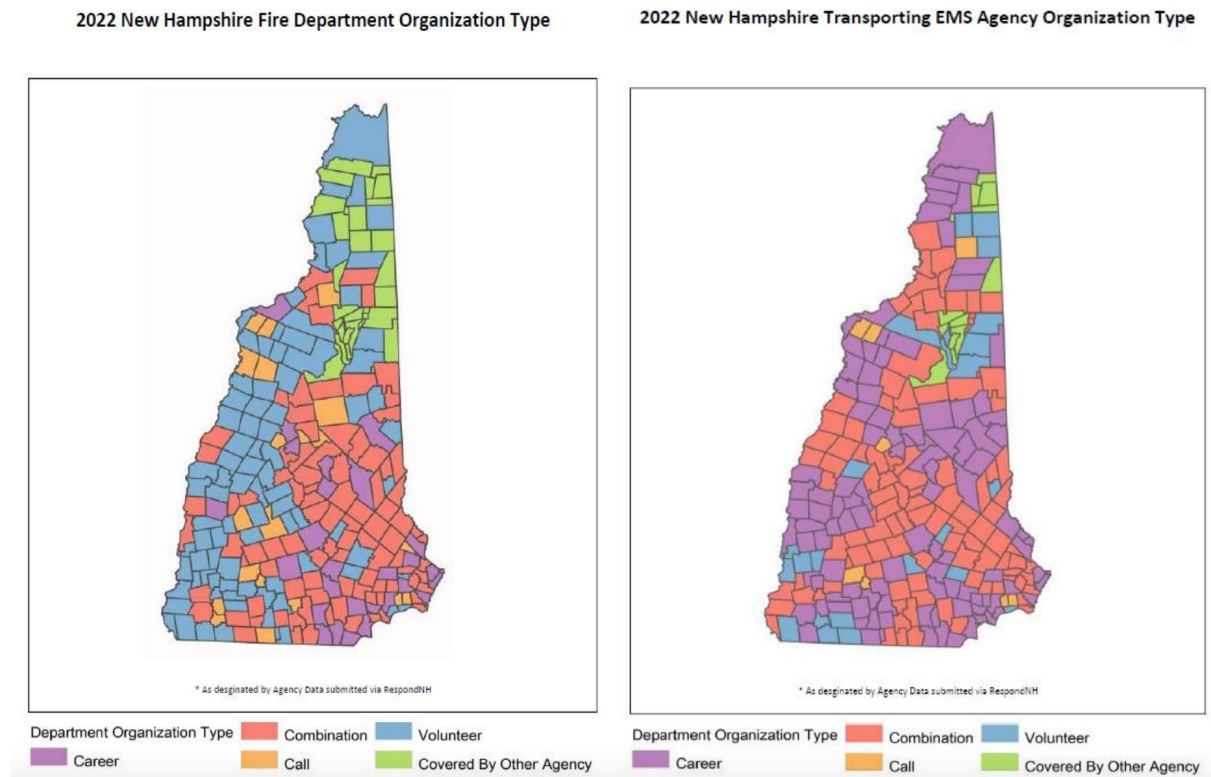 2022 New Hampshire Fire Department Organization Type
2022 New Hampshire Transporting EMS Agency Organization Type
* As desginated by Agency Data submitted via RespondNH
* As desginated by Agency Data submitted via RespondNH
Department Organization Type
Combination
Volunteer
Career
Call
Covered By Other Agency
Department Organization Type
Combination
Volunteer
Career
Call
Covered By Other Agency